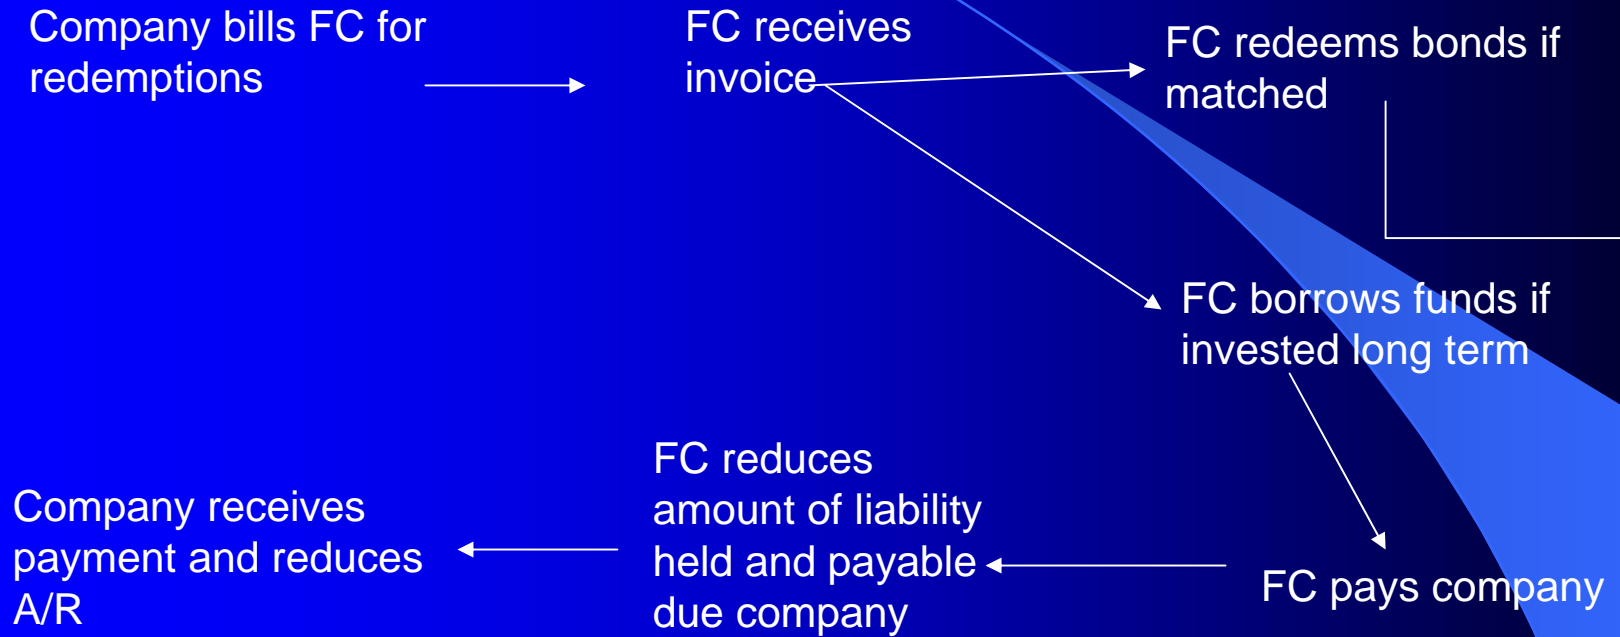 Company bills FC for
redemptions
FC receives
invoice
FC redeems bonds if
matched
FC borrows funds if
invested long term
FC pays company
FC reduces
amount of liability
held and payable
due company
Company receives
payment and reduces
A/R